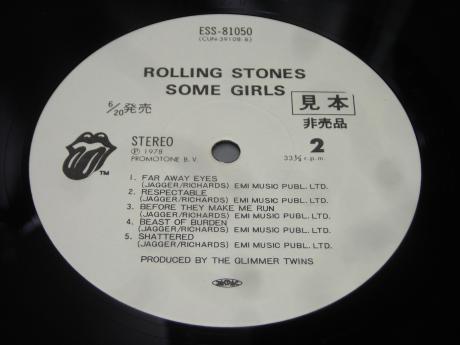 ESS-81050
(CUN-39108-B)
ROLLING STONES
SOME GIRLS
見本
6/20発売
非売品
STEREO
2
Ⓟ 1978
PROMOTONE B.V.
33⅓ r.p.m.
TM
1. FAR AWAY EYES
(JAGGER/RICHARDS) EMI MUSIC PUBL. LTD.
2. RESPECTABLE
(JAGGER/RICHARDS) EMI MUSIC PUBL. LTD.
3. BEFORE THEY MAKE ME RUN
(JAGGER/RICHARDS) EMI MUSIC PUBL. LTD.
4. BEAST OF BURDEN
(JAGGER/RICHARDS) EMI MUSIC PUBL. LTD.
5. SHATTERED
(JAGGER/RICHARDS) EMI MUSIC PUBL. LTD.
PRODUCED BY THE GLIMMER TWINS